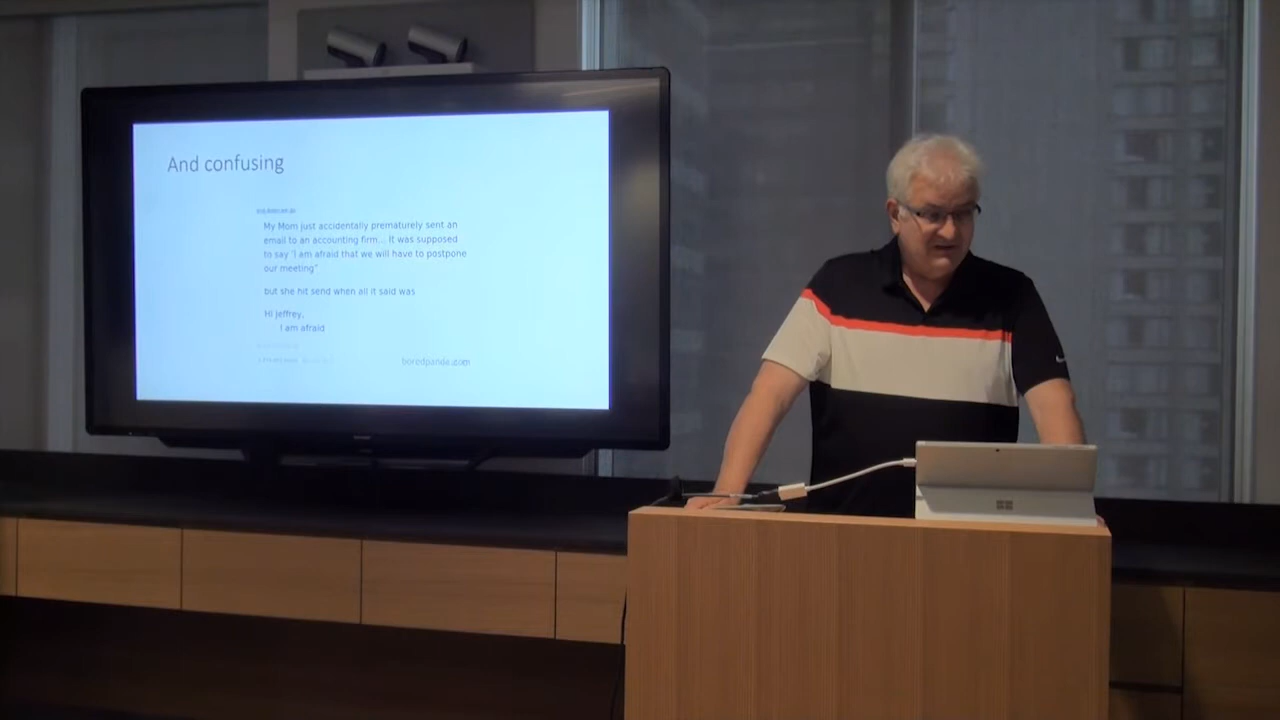 And confusing
My Mom just accidentally prematurely sent an
email to an accounting firm... It was supposed
to say "I am afraid that we will have to postpone
our meeting"
but she hit send when all it said was
Hi Jeffrey,
I am afraid
boredpanda.com